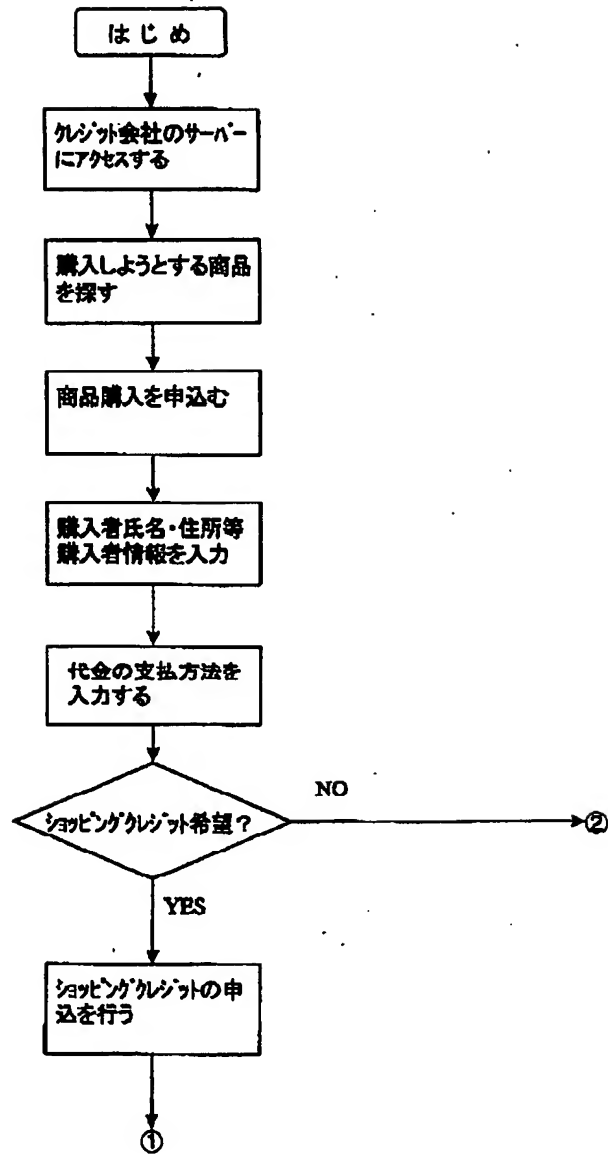 はじめ
ｸﾚｼﾞｯﾄ会社のｻｰﾊﾞｰ
にｱｸｾｽする
購入しようとする商品
を探す
商品購入を申込む
購入者氏名・住所等
購入者情報を入力
代金の支払方法を
入力する
ｼｮｯﾋﾟﾝｸﾞｸﾚｼﾞｯﾄ希望？
NO
②
YES
ｼｮｯﾋﾟﾝｸﾞｸﾚｼﾞｯﾄの申
込を行う
①